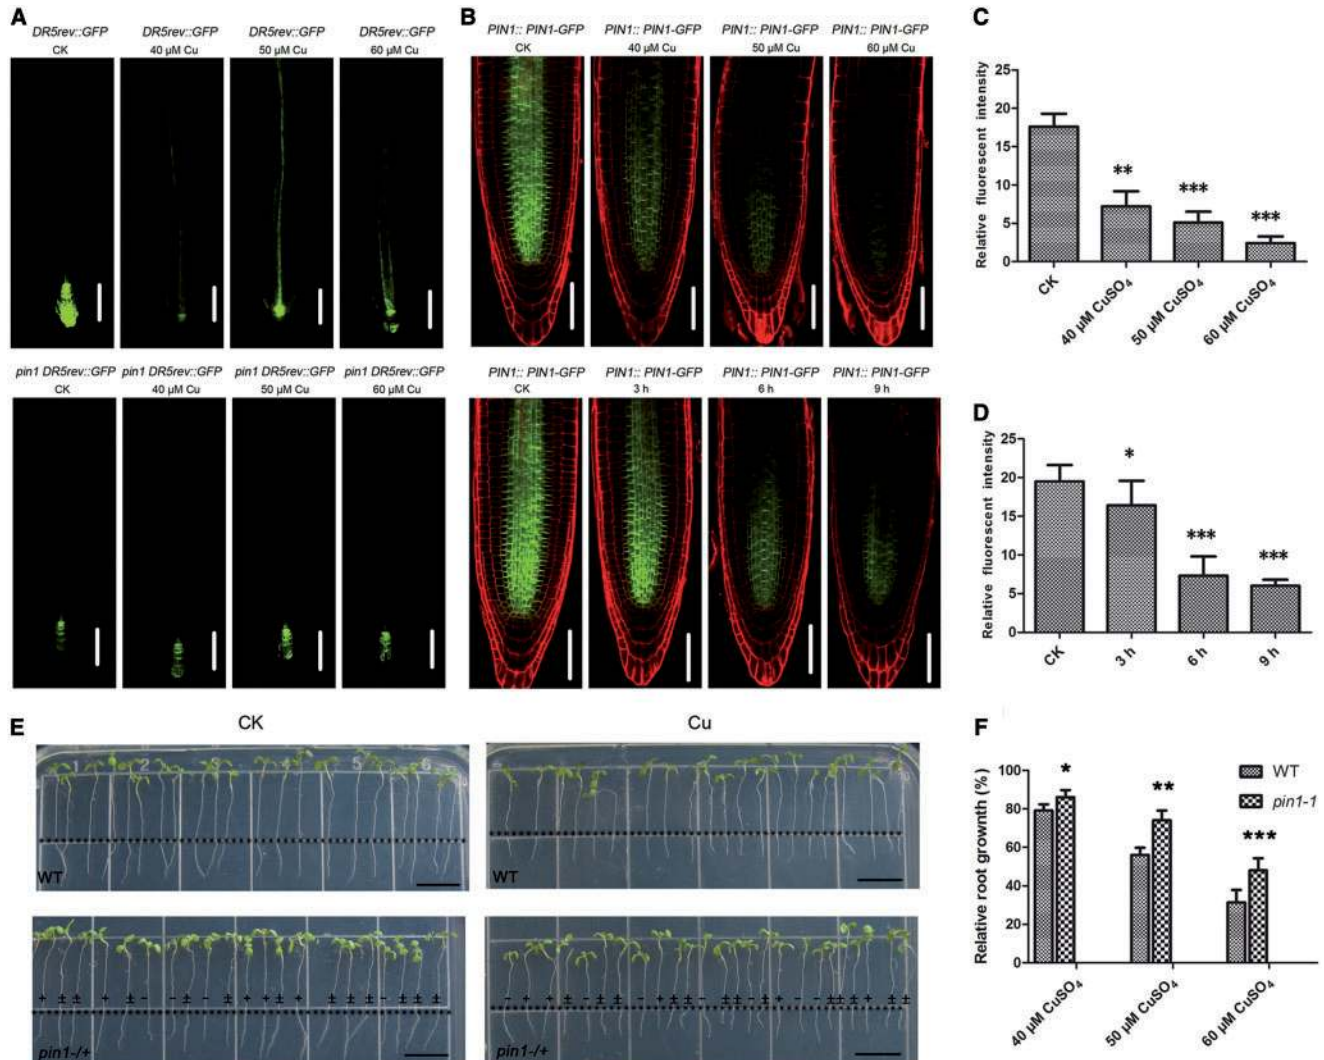 A
DR5rev::GFP DR5rev::GFP DR5rev::GFP DR5rev::GFP
CK 40 µM Cu 50 µM Cu 60 µM Cu
pin1 DR5rev::GFP pin1 DR5rev::GFP pin1 DR5rev::GFP pin1 DR5rev::GFP
CK 40 µM Cu 50 µM Cu 60 µM Cu
B
PIN1:: PIN1-GFP PIN1:: PIN1-GFP PIN1:: PIN1-GFP PIN1:: PIN1-GFP
CK 40 µM Cu 50 µM Cu 60 µM Cu
PIN1:: PIN1-GFP PIN1:: PIN1-GFP PIN1:: PIN1-GFP PIN1:: PIN1-GFP
CK 3 h 6 h 9 h
C
Relative fluorescent intensity
25
20
15
10
5
0
** *** ***
CK 40 µM CuSO4 50 µM CuSO4 60 µM CuSO4
D
Relative fluorescent intensity
25
20
15
10
5
0
* *** ***
CK 3 h 6 h 9 h
E
CK Cu
1 2 3 4 5 6
WT WT
+ ± ± + ± - - ± - ± + + ± ± ± ± ± - ± ± ±
- ± + ± - ± ± - + ± + - ± ± - ± + - - ± ± ± + ± ±
pin1-/+ pin1-/+
F
Relative root grownth (%)
100
80
60
40
20
0
* ** ***
WT
pin1-1
40 µM CuSO4 50 µM CuSO4 60 µM CuSO4